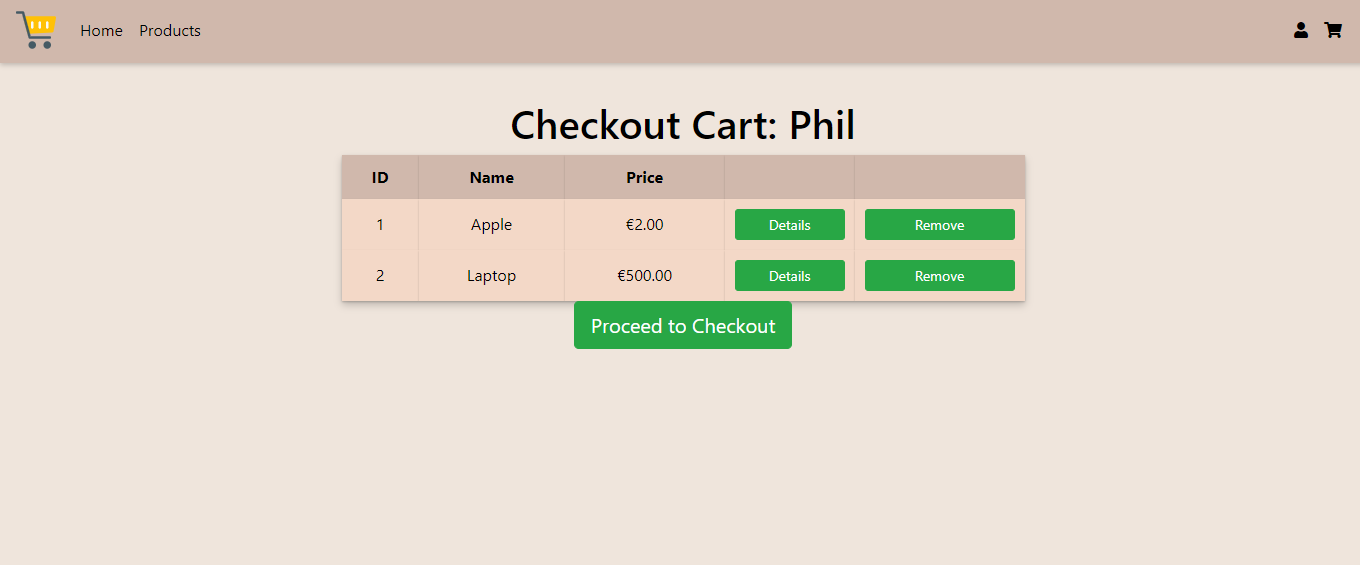 Home Products
Checkout Cart: Phil
ID Name Price
1 Apple €2.00 Details Remove
2 Laptop €500.00 Details Remove
Proceed to Checkout